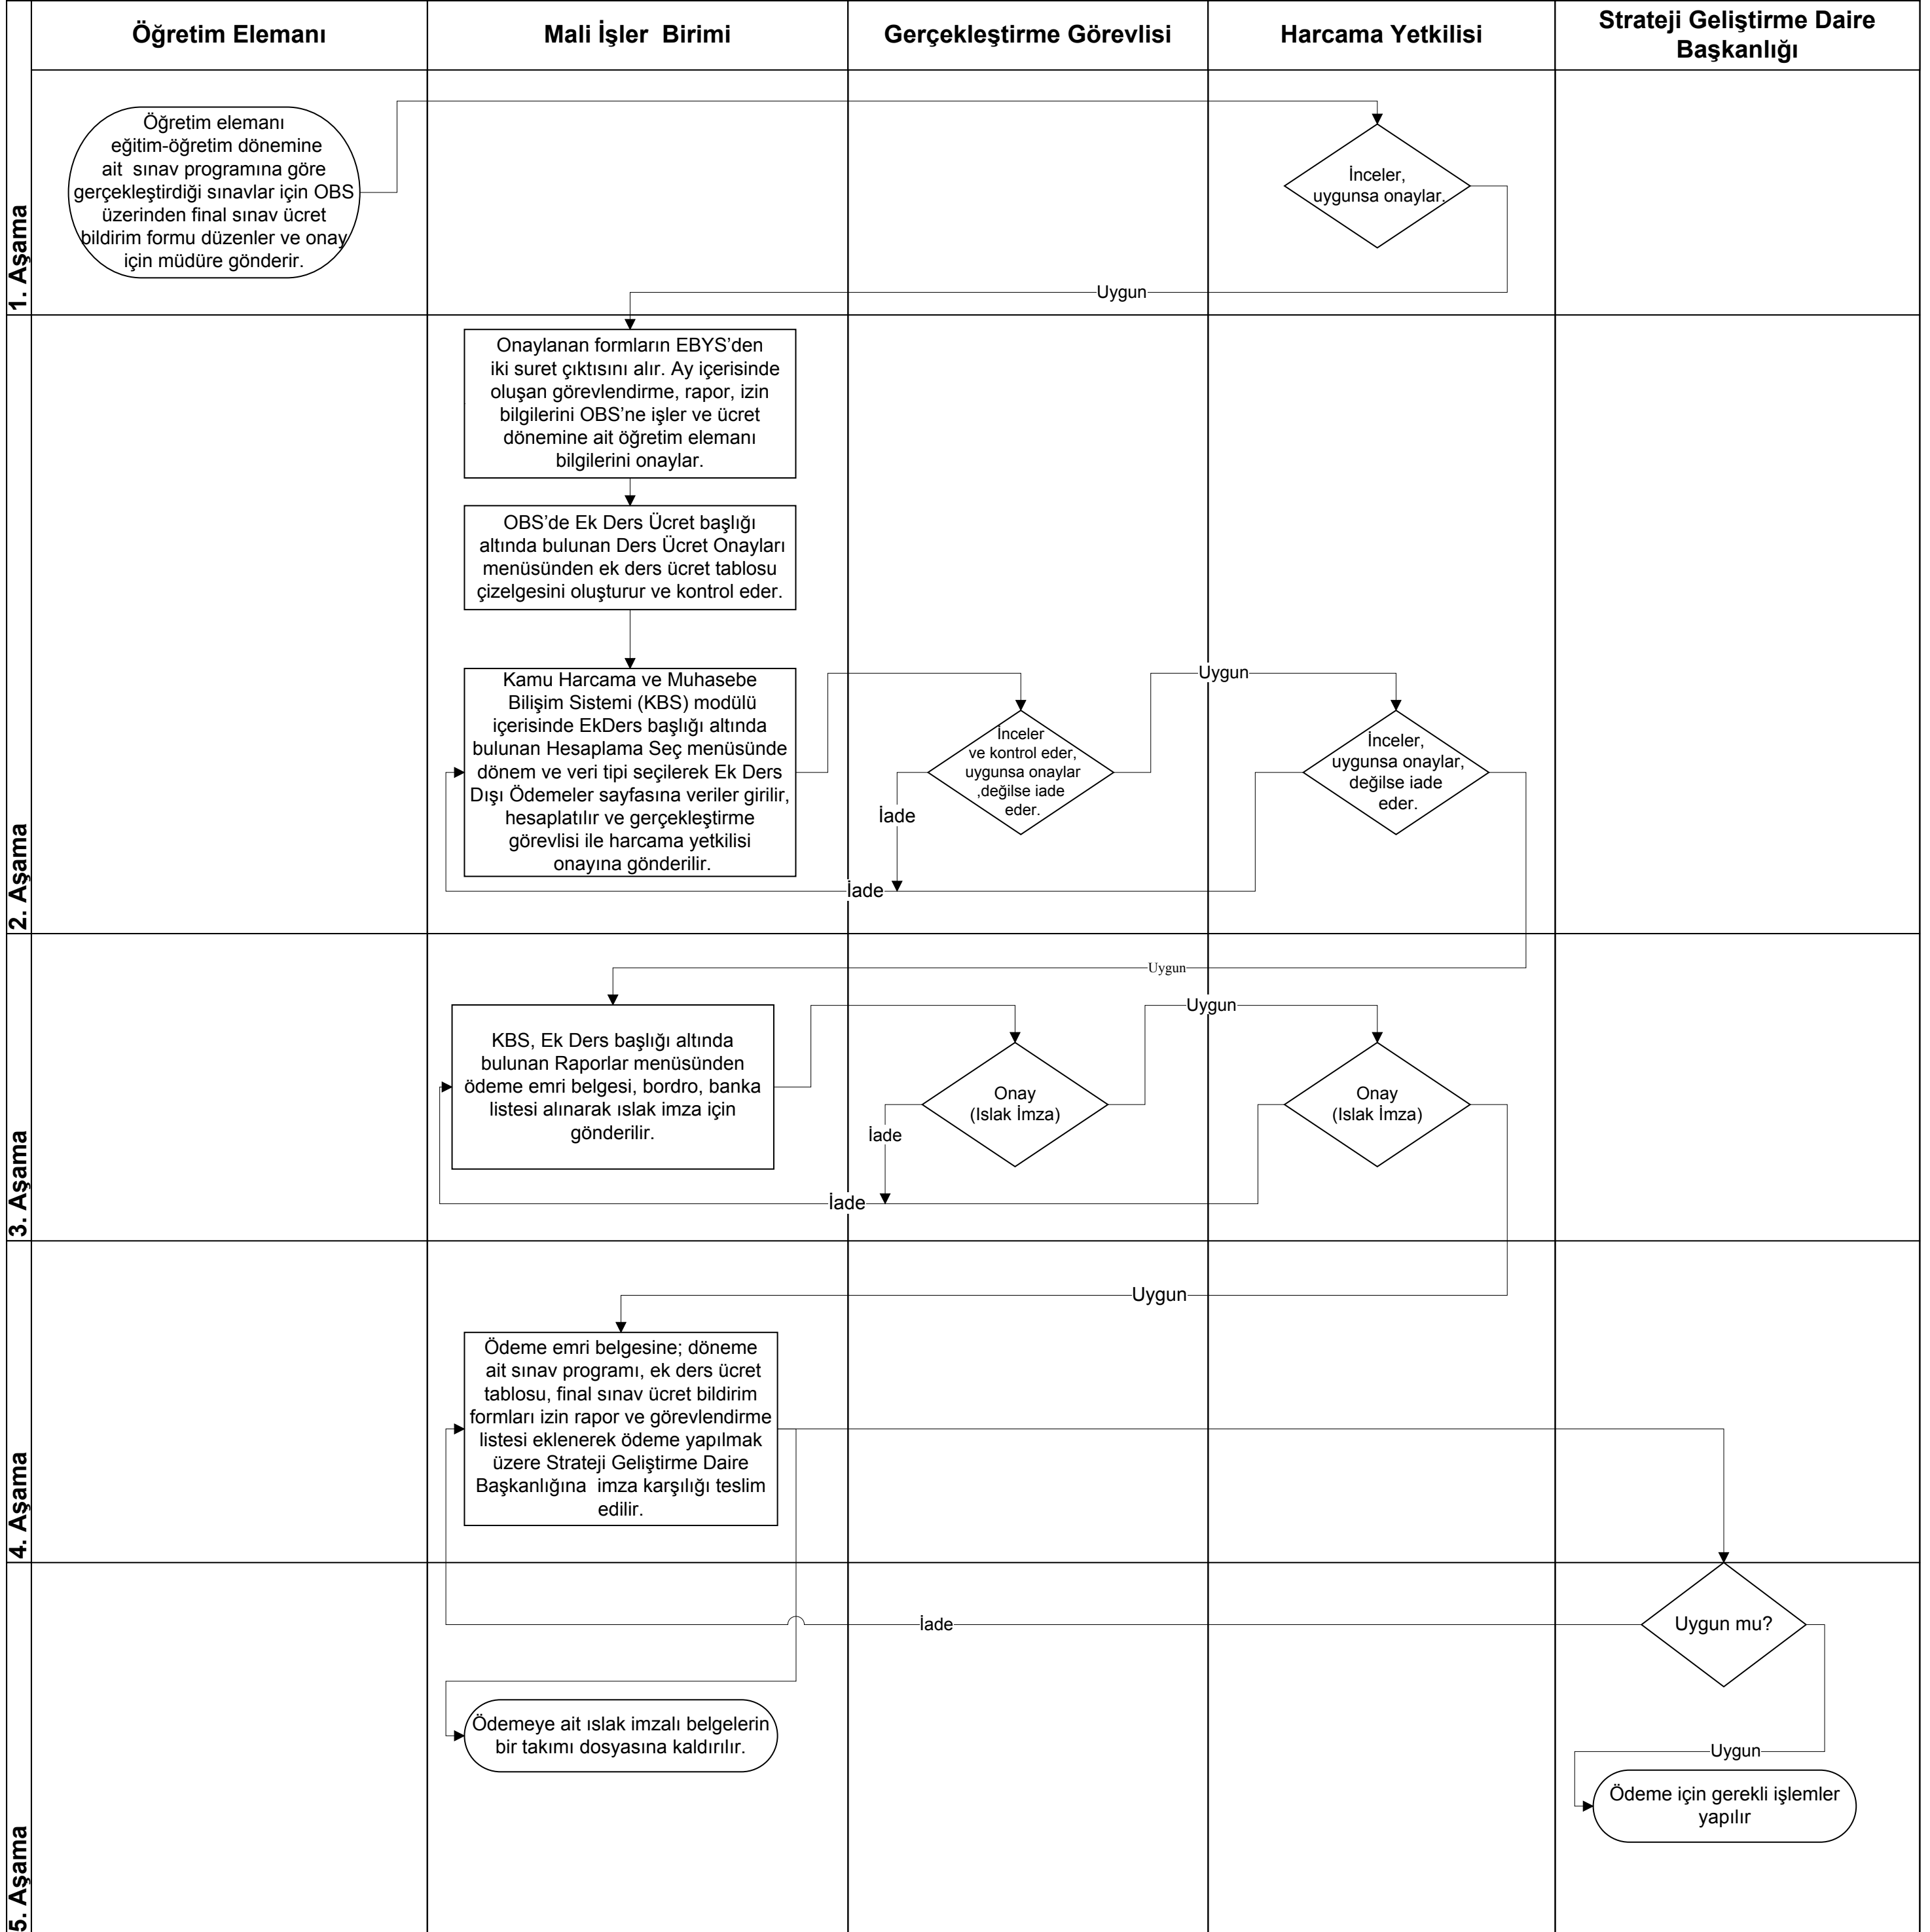 Öğretim Elemanı
Mali İşler Birimi
Gerçekleştirme Görevlisi
Harcama Yetkilisi
Strateji Geliştirme Daire
Başkanlığı
1. Aşama
Öğretim elemanı
eğitim-öğretim dönemine
ait sınav programına göre
gerçekleştirdiği sınavlar için OBS
üzerinden final sınav ücret
bildirim formu düzenler ve onay
için müdüre gönderir.
İnceler,
uygunsa onaylar.
Uygun
2. Aşama
Onaylanan formların EBYS’den
iki suret çıktısını alır. Ay içerisinde
oluşan görevlendirme, rapor, izin
bilgilerini OBS’ne işler ve ücret
dönemine ait öğretim elemanı
bilgilerini onaylar.
OBS’de Ek Ders Ücret başlığı
altında bulunan Ders Ücret Onayları
menüsünden ek ders ücret tablosu
çizelgesini oluşturur ve kontrol eder.
Kamu Harcama ve Muhasebe
Bilişim Sistemi (KBS) modülü
içerisinde EkDers başlığı altında
bulunan Hesaplama Seç menüsünde
dönem ve veri tipi seçilerek Ek Ders
Dışı Ödemeler sayfasına veriler girilir,
hesaplatılır ve gerçekleştirme
görevlisi ile harcama yetkilisi
onayına gönderilir.
İnceler
ve kontrol eder,
uygunsa onaylar
,değilse iade
eder.
Uygun
İnceler,
uygunsa onaylar,
değilse iade
eder.
İade
İade
3. Aşama
Uygun
KBS, Ek Ders başlığı altında
bulunan Raporlar menüsünden
ödeme emri belgesi, bordro, banka
listesi alınarak ıslak imza için
gönderilir.
Onay
(Islak İmza)
Uygun
Onay
(Islak İmza)
İade
İade
4. Aşama
Uygun
Ödeme emri belgesine; döneme
ait sınav programı, ek ders ücret
tablosu, final sınav ücret bildirim
formları izin rapor ve görevlendirme
listesi eklenerek ödeme yapılmak
üzere Strateji Geliştirme Daire
Başkanlığına imza karşılığı teslim
edilir.
5. Aşama
Uygun mu?
İade
Ödemeye ait ıslak imzalı belgelerin
bir takımı dosyasına kaldırılır.
Uygun
Ödeme için gerekli işlemler
yapılır